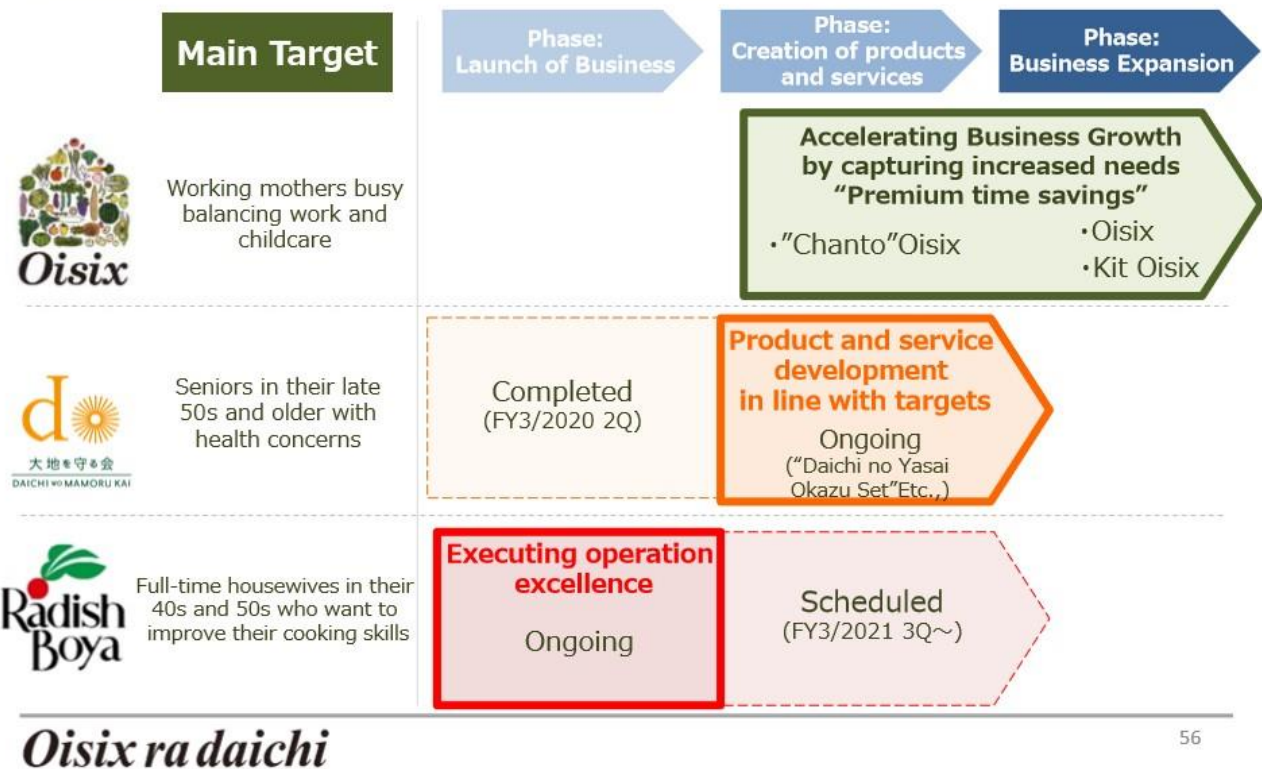 Main Target
Phase:
Launch of Business
Phase:
Creation of products
and services
Phase:
Business Expansion
Oisix
Working mothers busy
balancing work and
childcare
Accelerating Business Growth
by capturing increased needs
“Premium time savings”
・”Chanto”Oisix
・Oisix
・Kit Oisix
d
大地を守る会
DAICHI WO MAMORU KAI
Seniors in their late
50s and older with
health concerns
Completed
(FY3/2020 2Q)
Product and service
development
in line with targets
Ongoing
(“Daichi no Yasai
Okazu Set”Etc.,)
Radish
Boya
Full-time housewives in their
40s and 50s who want to
improve their cooking skills
Executing operation
excellence
Ongoing
Scheduled
(FY3/2021 3Q～)
Oisix ra daichi
56